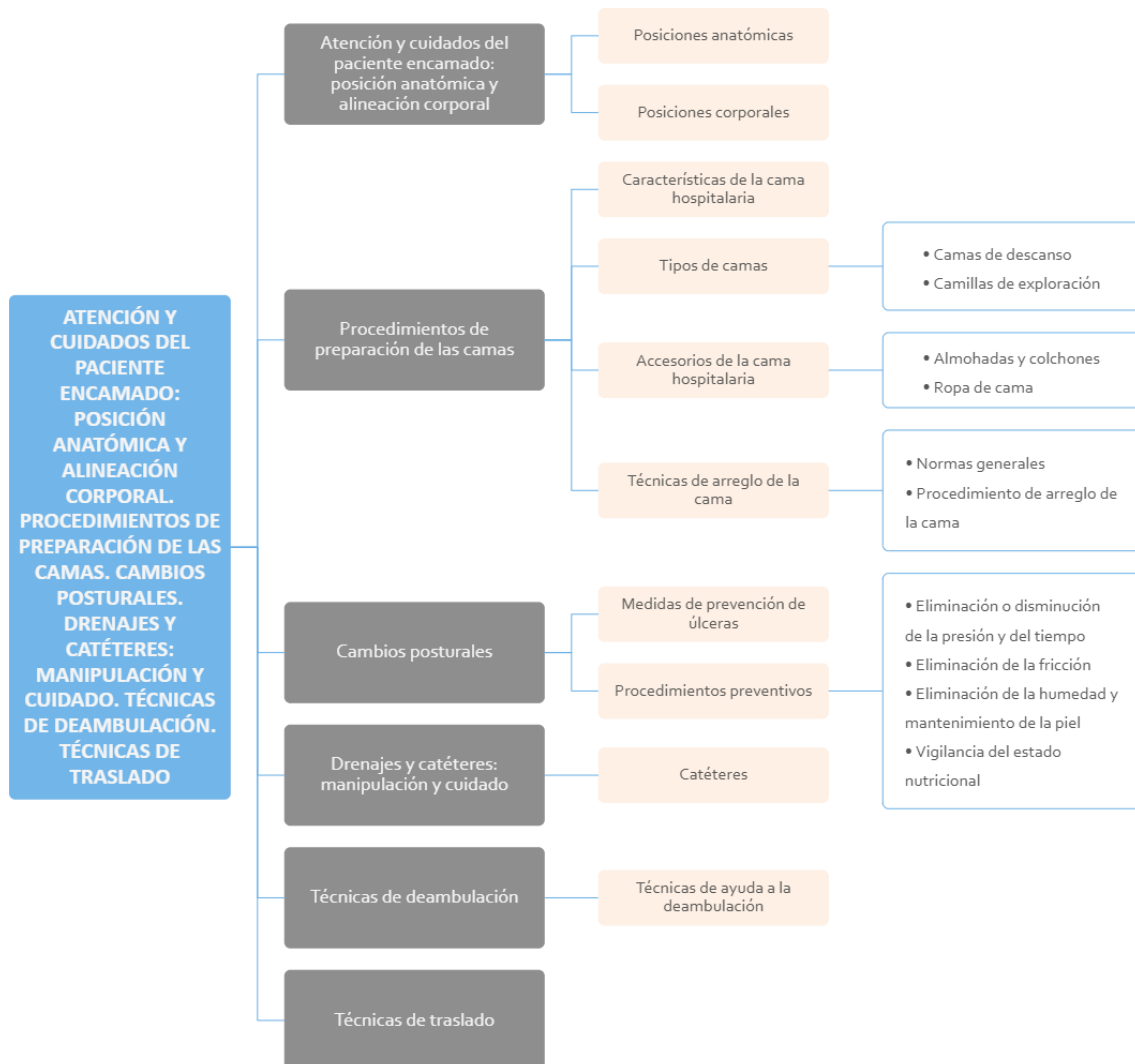 ATENCIÓN Y
CUIDADOS DEL
PACIENTE
ENCAMADO:
POSICIÓN
ANATÓMICA Y
ALINEACIÓN
CORPORAL.
PROCEDIMIENTOS DE
PREPARACIÓN DE LAS
CAMAS. CAMBIOS
POSTURALES.
DRENAJES Y
CATÉTERES:
MANIPULACIÓN Y
CUIDADO. TÉCNICAS
DE DEAMBULACIÓN.
TÉCNICAS DE
TRASLADO
Atención y cuidados del
paciente encamado:
posición anatómica y
alineación corporal
Posiciones anatómicas
Posiciones corporales
Procedimientos de
preparación de las camas
Características de la cama
hospitalaria
Tipos de camas
• Camas de descanso
• Camillas de exploración
Accesorios de la cama
hospitalaria
• Almohadas y colchones
• Ropa de cama
Técnicas de arreglo de la
cama
• Normas generales
• Procedimiento de arreglo de
la cama
Cambios posturales
Medidas de prevención de
úlceras
Procedimientos preventivos
• Eliminación o disminución
de la presión y del tiempo
• Eliminación de la fricción
• Eliminación de la humedad y
mantenimiento de la piel
• Vigilancia del estado
nutricional
Drenajes y catéteres:
manipulación y cuidado
Catéteres
Técnicas de deambulación
Técnicas de ayuda a la
deambulación
Técnicas de traslado